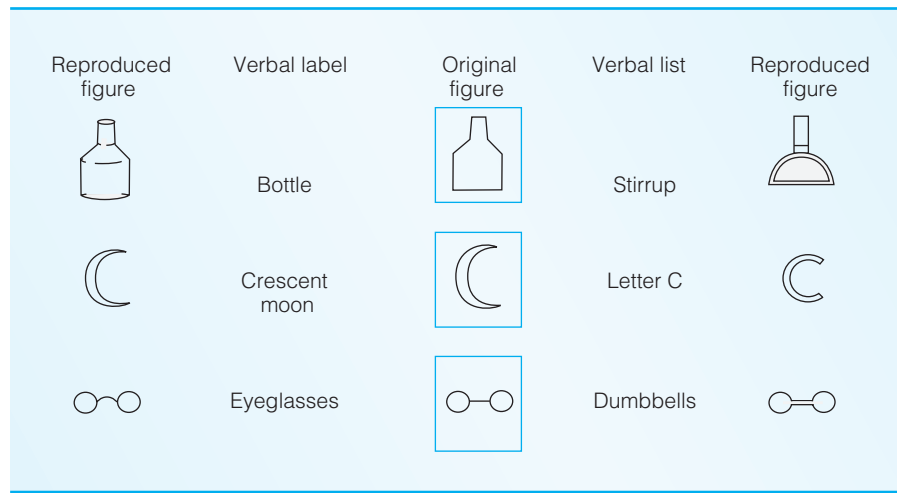 Reproduced
figure
Verbal label
Original
figure
Verbal list
Reproduced
figure
Bottle
Stirrup
Crescent
moon
Letter C
Eyeglasses
Dumbbells